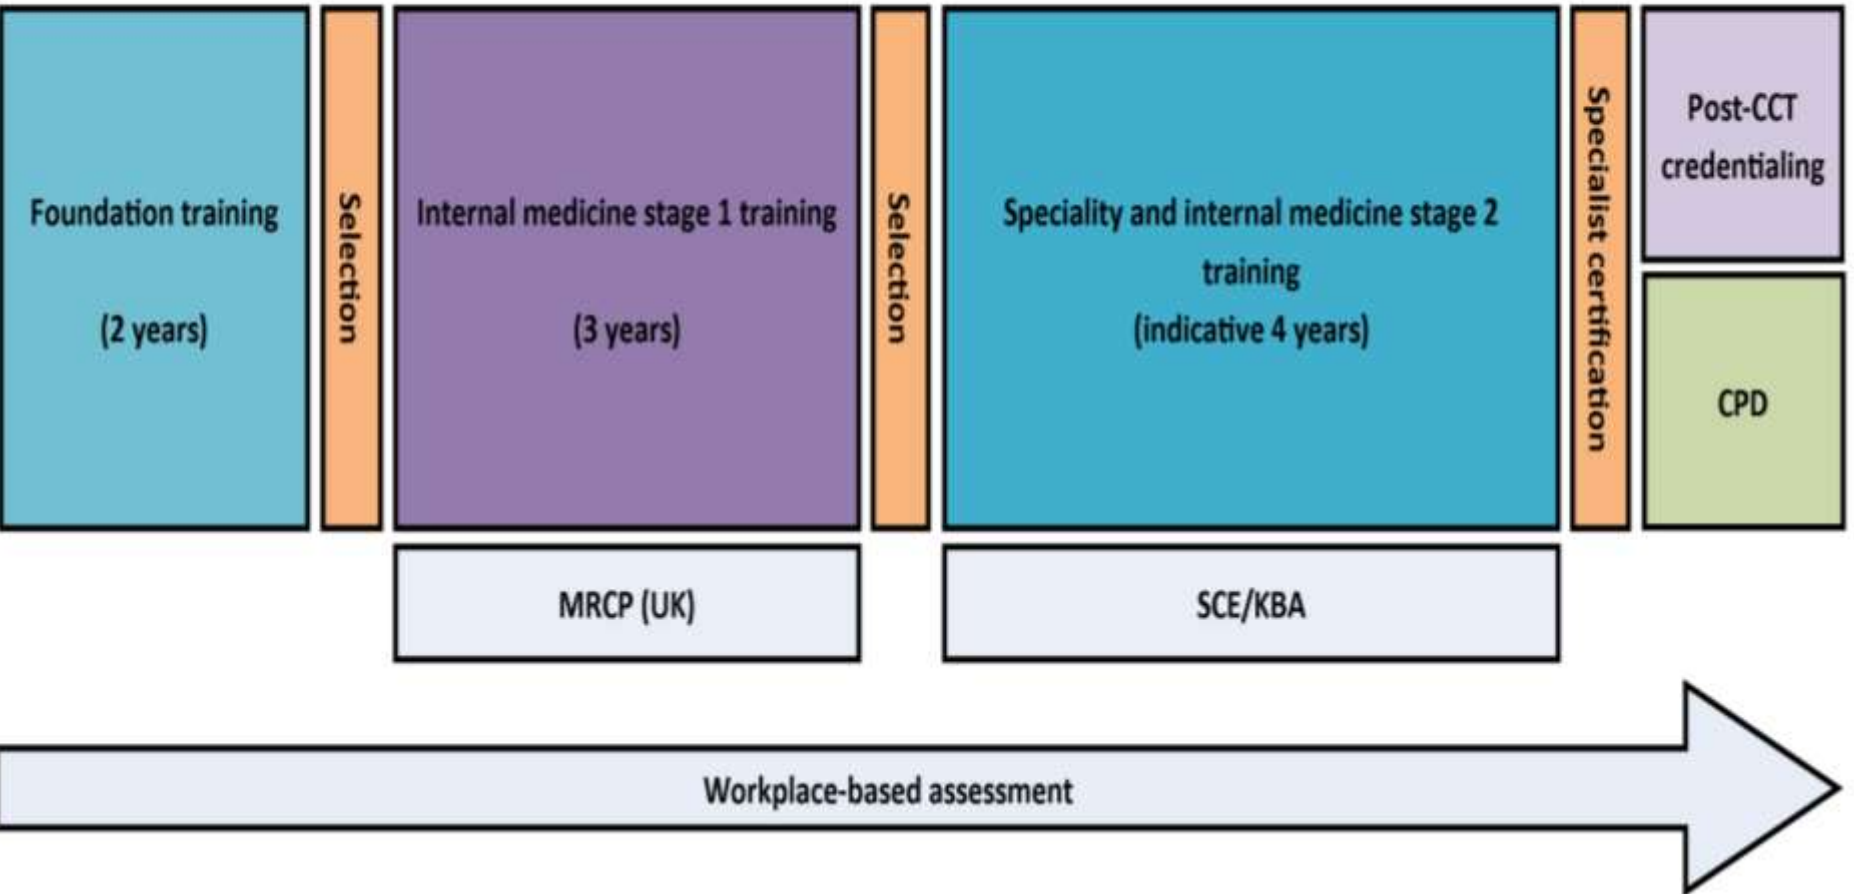 Foundation training
(2 years)
Selection
Internal medicine stage 1 training
(3 years)
Selection
Speciality and internal medicine stage 2
training
(indicative 4 years)
Specialist certification
Post-CCT
credentialing
CPD
MRCP (UK)
SCE/KBA
Workplace-based assessment